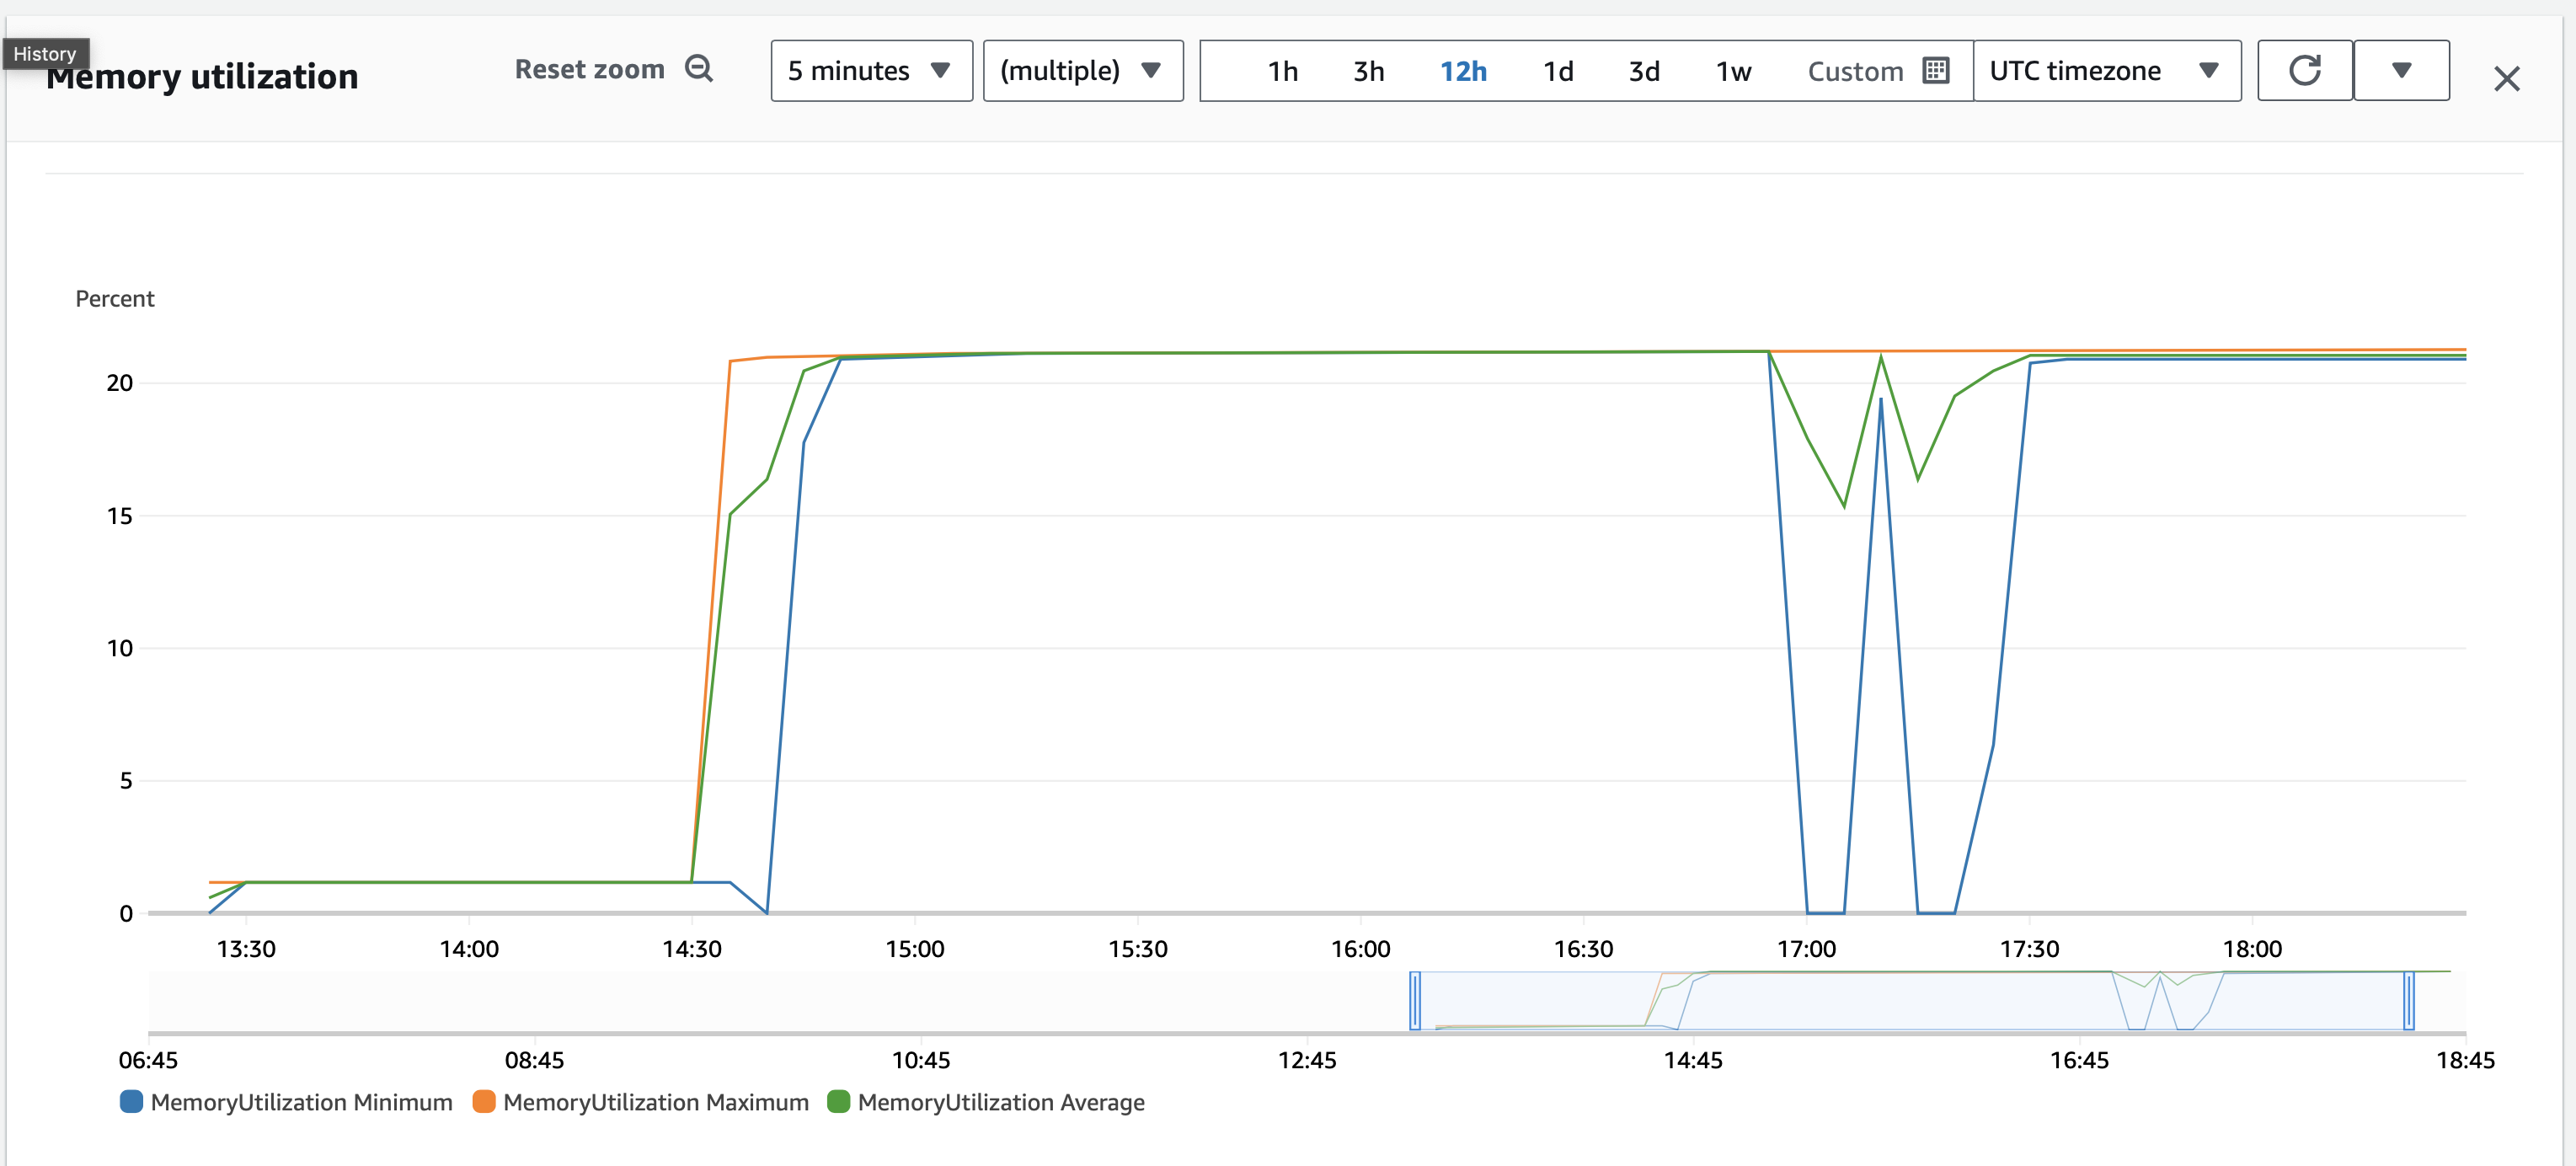 History
Memory utilization
Reset zoom
5 minutes
(multiple)
1h 3h 12h 1d 3d 1w Custom
UTC timezone
Percent
20
15
10
5
0
13:30 14:00 14:30 15:00 15:30 16:00 16:30 17:00 17:30 18:00
06:45 08:45 10:45 12:45 14:45 16:45 18:45
MemoryUtilization Minimum MemoryUtilization Maximum MemoryUtilization Average